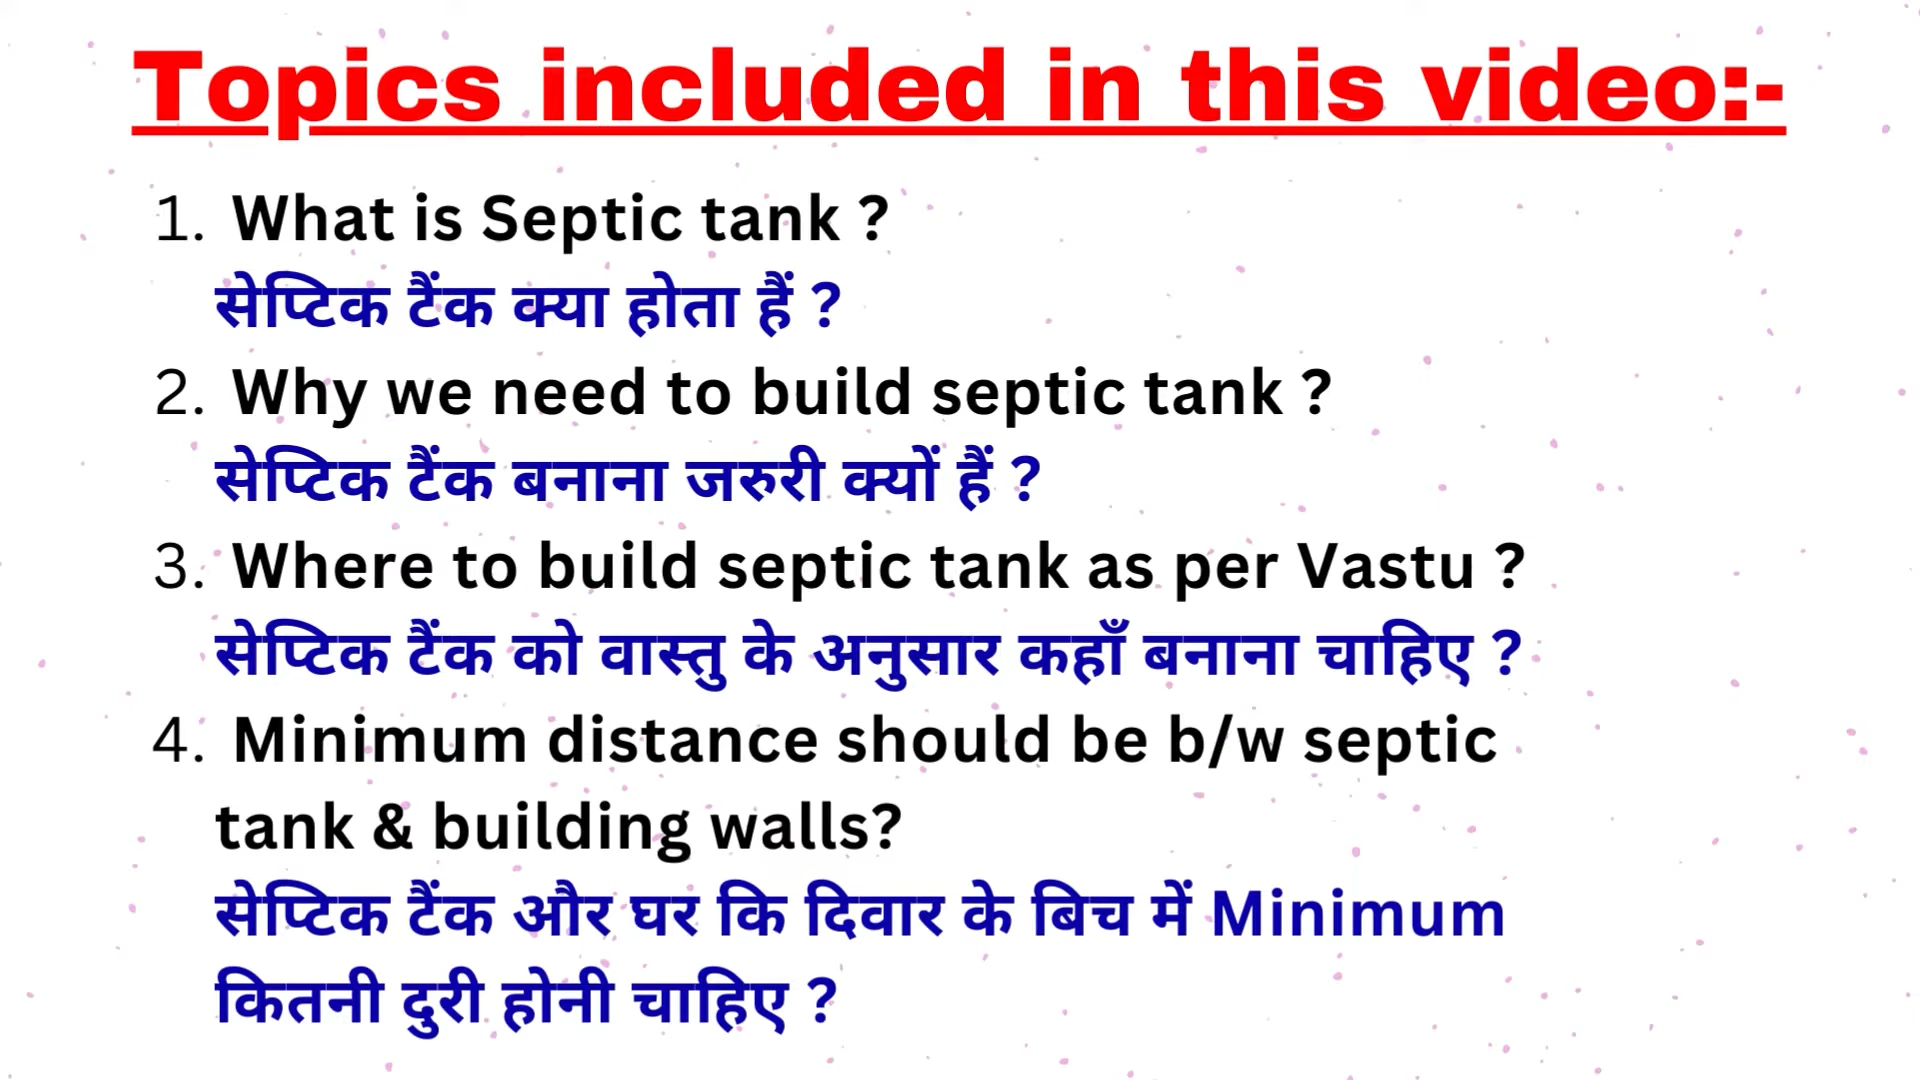 Topics included in this video:-
1. What is Septic tank ?
सेप्टिक टैंक क्या होता हैं ?
2. Why we need to build septic tank ?
सेप्टिक टैंक बनाना जरुरी क्यों हैं ?
3. Where to build septic tank as per Vastu ?
सेप्टिक टैंक को वास्तु के अनुसार कहाँ बनाना चाहिए ?
4. Minimum distance should be b/w septic
tank & building walls?
सेप्टिक टैंक और घर कि दिवार के बिच में Minimum
कितनी दुरी होनी चाहिए ?